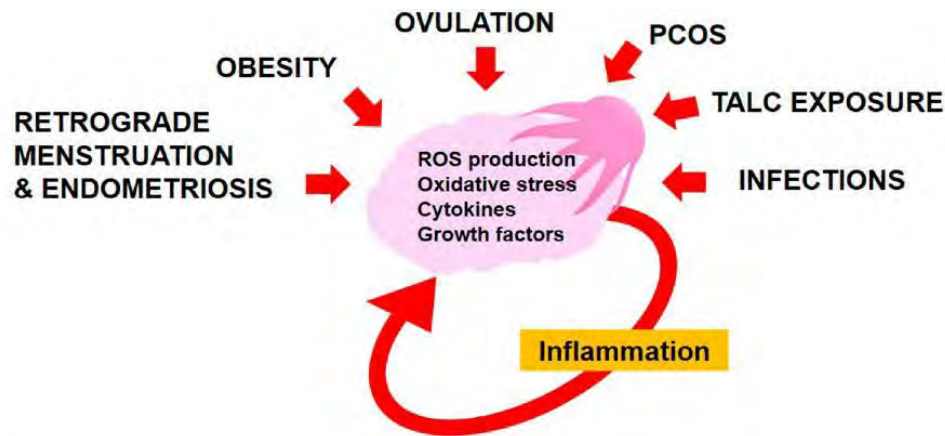 OVULATION
PCOS
OBESITY
TALC EXPOSURE
RETROGRADE
MENSTRUATION
& ENDOMETRIOSIS
INFECTIONS
ROS production
Oxidative stress
Cytokines
Growth factors
Inflammation